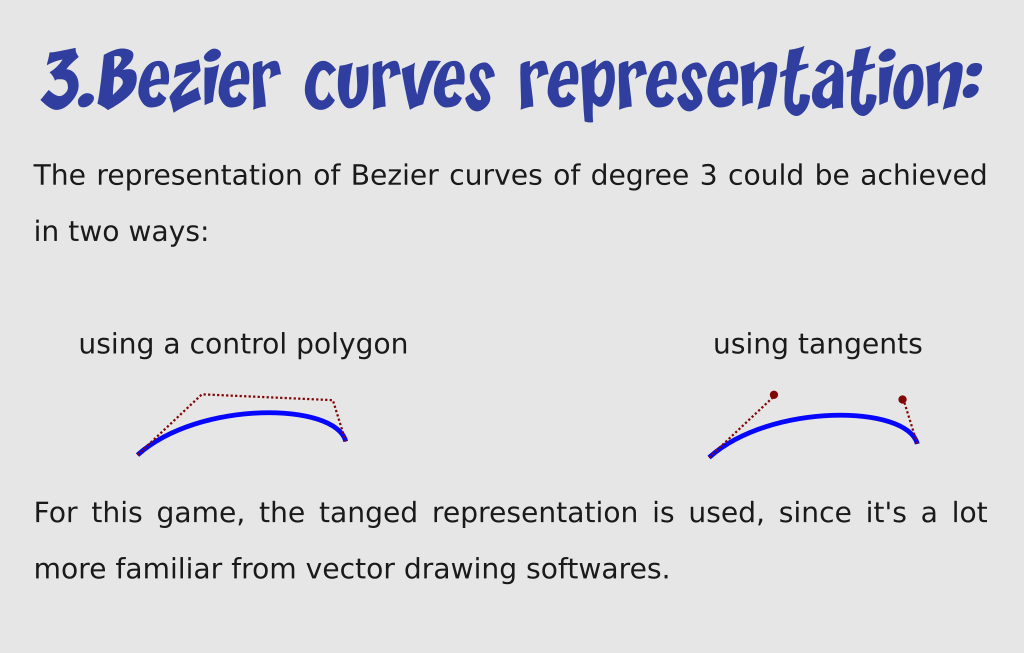 3.Bezier curves representation:
The representation of Bezier curves of degree 3 could be achieved
in two ways:
using a control polygon
using tangents
For this game, the tanged representation is used, since it's a lot
more familiar from vector drawing softwares.